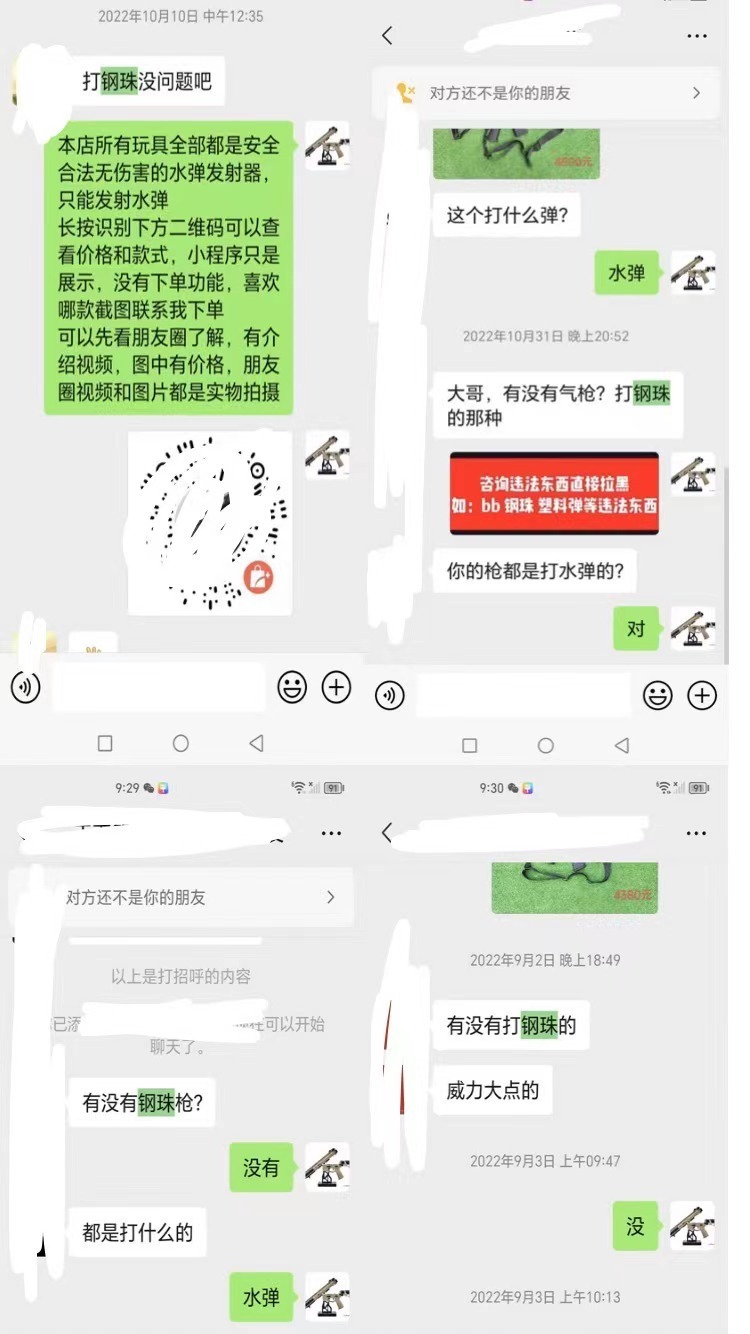 2022年10月10日 中午12:35
打钢珠没问题吧
本店所有玩具全部都是安全
合法无伤害的水弹发射器，
只能发射水弹
长按识别下方二维码可以查
看价格和款式，小程序只是
展示，没有下单功能，喜欢
哪款截图联系我下单
可以先看朋友圈了解，有介
绍视频，图中有价格，朋友
圈视频和图片都是实物拍摄
对方还不是你的朋友
4600元
这个打什么弹？
水弹
2022年10月31日 晚上20:52
大哥，有没有气枪？打钢珠
的那种
咨询违法东西直接拉黑
如：bb 钢珠 塑料弹等违法东西
你的枪都是打水弹的？
对
9:29
91
对方还不是你的朋友
以上是打招呼的内容
已添
可以开始
聊天了。
有没有钢珠枪？
没有
都是打什么的
水弹
9:30
91
4380元
2022年9月2日 晚上18:49
有没有打钢珠的
威力大点的
2022年9月3日 上午09:47
没
2022年9月3日 上午10:13